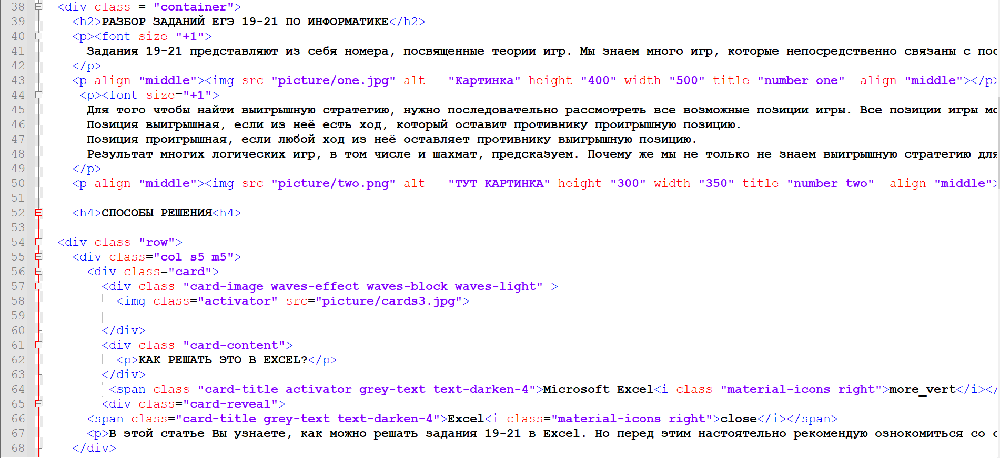 38 <div class = "container">
39 <h2>РАЗБОР ЗАДАНИЙ ЕГЭ 19-21 ПО ИНФОРМАТИКЕ</h2>
40 <p><font size="+1">
41 Задания 19-21 представляют из себя номера, посвященные теории игр. Мы знаем много игр, которые непосредственно связаны с
42 </p>
43 <p align="middle"><img src="picture/one.jpg" alt = "Картинка" height="400" width="500" title="number one"  align="middle"></p>
44 <p><font size="+1">
45 Для того чтобы найти выигрышную стратегию, нужно последовательно рассмотреть все возможные позиции игры. Все позиции игры
46 Позиция выигрышная, если из неё есть ход, который оставит противнику проигрышную позицию.
47 Позиция проигрышная, если любой ход из неё оставляет противнику выигрышную позицию.
48 Результат многих логических игр, в том числе и шахмат, предсказуем. Почему же мы не только не знаем выигрышную стратегию для
49 </p>
50 <p align="middle"><img src="picture/two.png" alt = "ТУТ КАРТИНКА" height="300" width="350" title="number two"  align="middle">
51
52 <h4>СПОСОБЫ РЕШЕНИЯ<h4>
53
54 <div class="row">
55 <div class="col s5 m5">
56 <div class="card">
57 <div class="card-image waves-effect waves-block waves-light" >
58 <img class="activator" src="picture/cards3.jpg">
59
60 </div>
61 <div class="card-content">
62 <p>КАК РЕШАТЬ ЭТО В EXCEL?</p>
63 </div>
64 <span class="card-title activator grey-text text-darken-4">Microsoft Excel<i class="material-icons right">more_vert</i></
65 <div class="card-reveal">
66 <span class="card-title grey-text text-darken-4">Excel<i class="material-icons right">close</i></span>
67 <p>В этой статье Вы узнаете, как можно решать задания 19-21 в Excel. Но перед этим настоятельно рекомендую ознокомиться со
68 </div>